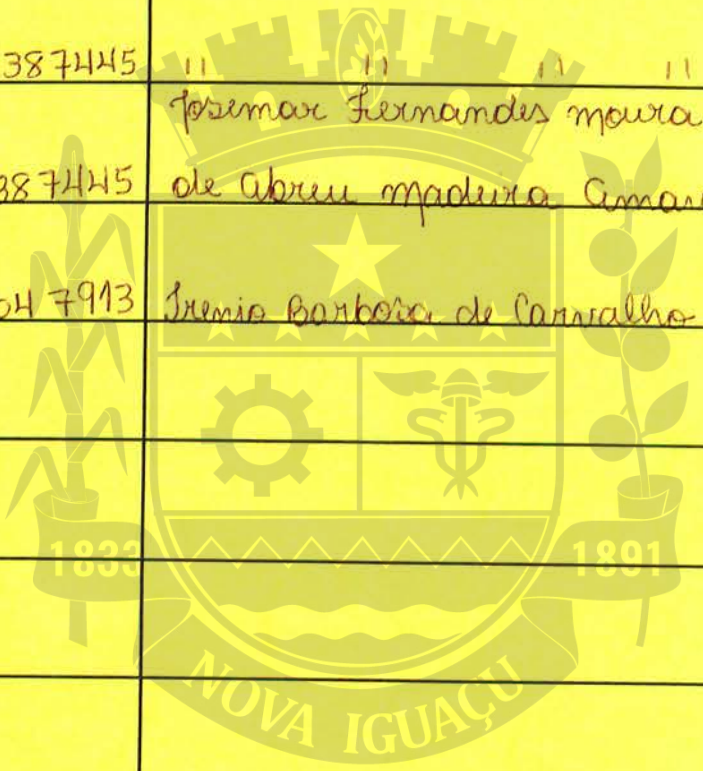 387445 " " " "
Josemar Fernandes Moura
387445 de Abreu Madeira Amar
047913 Irenio Barbosa de Carvalho
1833 1891
NOVA IGUAÇU